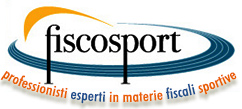 fiscosport
professionisti esperti in materie fiscali sportive